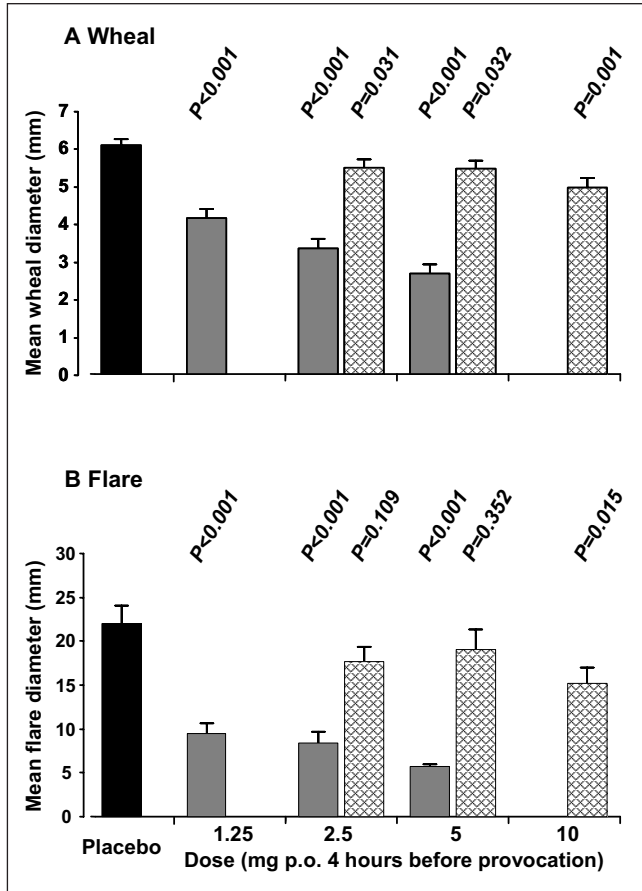 A Wheal
P<0.001
P<0.001
P=0.031
P<0.001
P=0.032
P=0.001
Mean wheal diameter (mm)
7
6
5
4
3
2
1
0
B Flare
P<0.001
P<0.001
P=0.109
P<0.001
P=0.352
P=0.015
Mean flare diameter (mm)
30
25
20
15
10
5
0
Placebo 1.25 2.5 5 10
Dose (mg p.o. 4 hours before provocation)